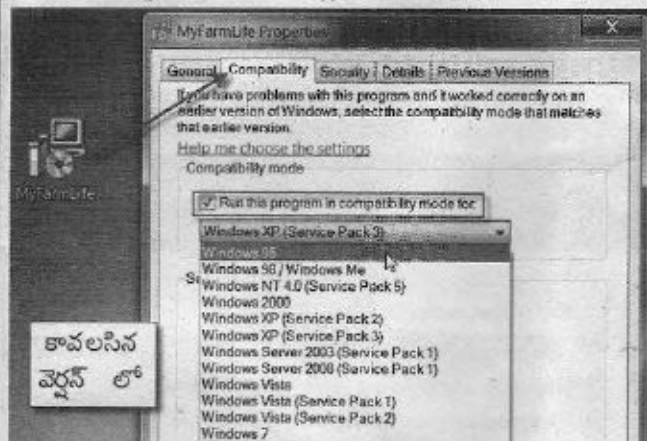 MyFarmLife Properties
X
General Compatibility Security Details Previous Versions
If you have problems with this program and it worked correctly on an
earlier version of Windows, select the compatibility mode that matches
that earlier version.
Help me choose the settings
Compatibility mode
Run this program in compatibility mode for:
Windows XP (Service Pack 3)
Windows 95
Windows 98 / Windows Me
Windows NT 4.0 (Service Pack 5)
Windows 2000
Windows XP (Service Pack 2)
Windows XP (Service Pack 3)
Windows Server 2003 (Service Pack 1)
Windows Server 2008 (Service Pack 1)
Windows Vista
Windows Vista (Service Pack 1)
Windows Vista (Service Pack 2)
Windows 7
MyFarmLife
కావలసిన
వెర్షన్ లో